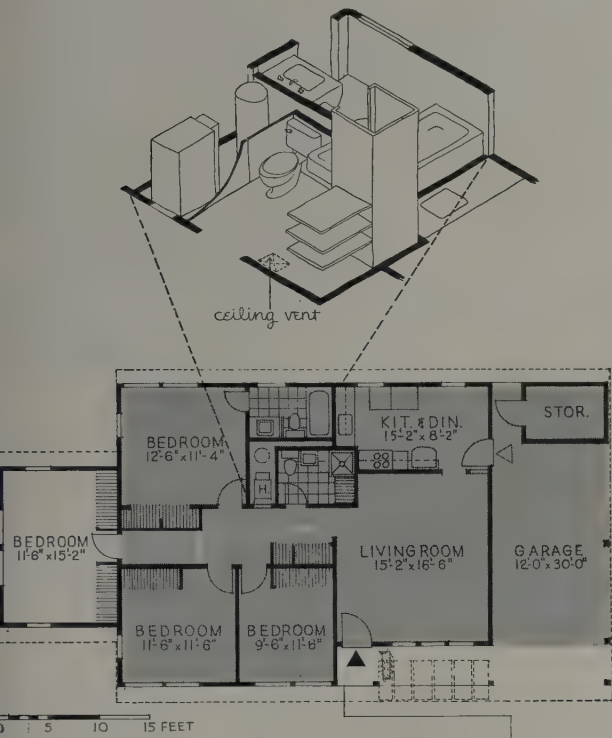 ceiling vent
BEDROOM
12'-6" x 11'-4"
KIT. & DIN.
15'-2" x 8'-2"
STOR.
H
BEDROOM
11'-6" x 15'-2"
LIVING ROOM
15'-2" x 16'-6"
GARAGE
12'-0" x 30'-0"
BEDROOM
11'-6" x 11'-6"
BEDROOM
9'-6" x 11'-6"
0 5 10 15 FEET